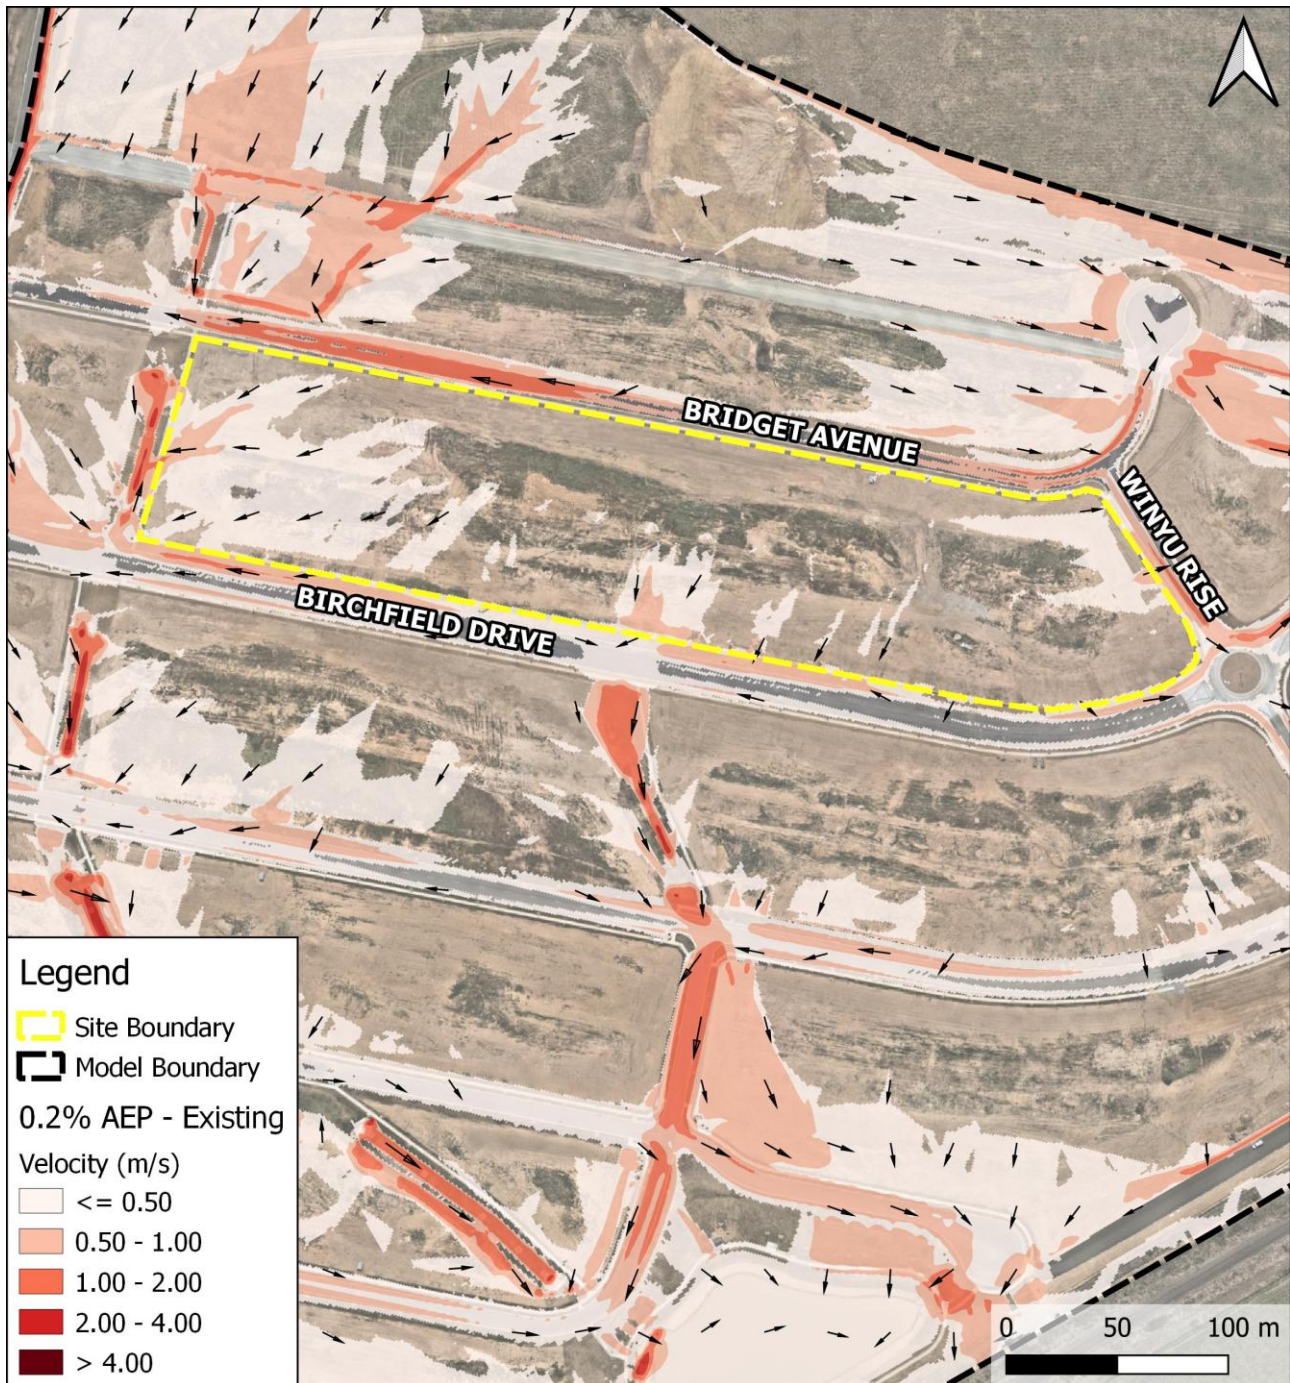 BRIDGET AVENUE
WINYU RISE
BIRCHFIELD DRIVE
Legend
Site Boundary
Model Boundary
0.2% AEP - Existing
Velocity (m/s)
<= 0.50
0.50 - 1.00
1.00 - 2.00
2.00 - 4.00
> 4.00
0 50 100 m